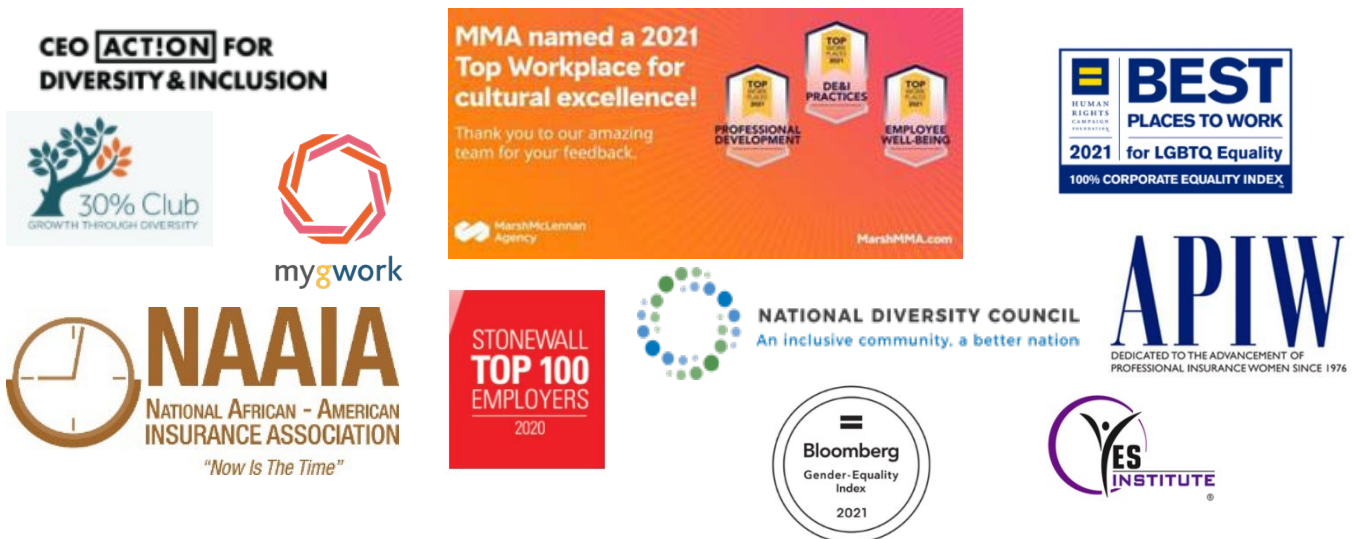 CEO ACT!ON FOR
DIVERSITY & INCLUSION
30% Club
GROWTH THROUGH DIVERSITY
mygwork
NAAIA
NATIONAL AFRICAN - AMERICAN
INSURANCE ASSOCIATION
“Now Is The Time”
MMA named a 2021
Top Workplace for
cultural excellence!
Thank you to our amazing
team for your feedback.
TOP
WORK
PLACES
2021
PROFESSIONAL
DEVELOPMENT
TOP
WORK
PLACES
2021
DE&I
PRACTICES
TOP
WORK
PLACES
2021
EMPLOYEE
WELL-BEING
MarshMcLennan
Agency
MarshMMA.com
STONEWALL
TOP 100
EMPLOYERS
2020
NATIONAL DIVERSITY COUNCIL
An inclusive community, a better nation
Bloomberg
Gender-Equality
Index
2021
HUMAN
RIGHTS
CAMPAIGN
FOUNDATION
BEST
PLACES TO WORK
2021 for LGBTQ Equality
100% CORPORATE EQUALITY INDEX
APIW
DEDICATED TO THE ADVANCEMENT OF
PROFESSIONAL INSURANCE WOMEN SINCE 1976
YES
INSTITUTE
®